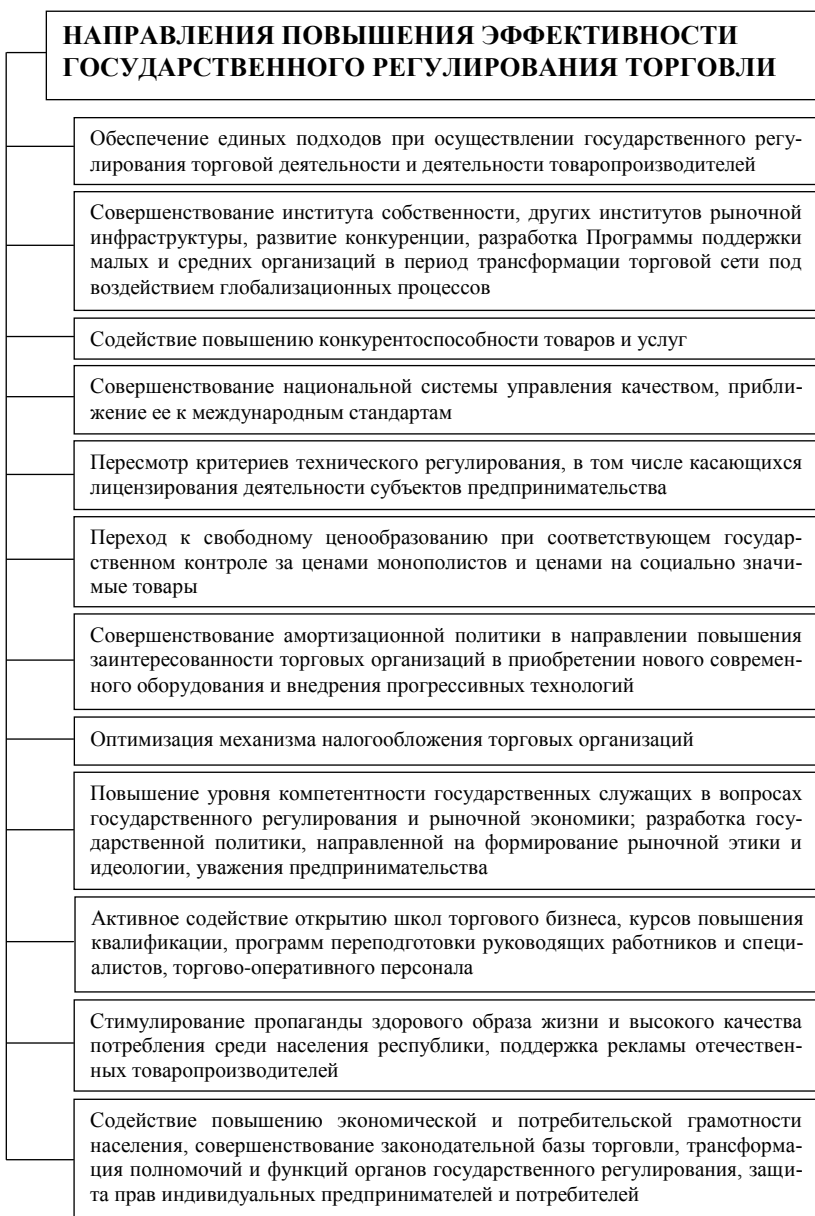 НАПРАВЛЕНИЯ ПОВЫШЕНИЯ ЭФФЕКТИВНОСТИ
ГОСУДАРСТВЕННОГО РЕГУЛИРОВАНИЯ ТОРГОВЛИ
Обеспечение единых подходов при осуществлении государственного регу-
лирования торговой деятельности и деятельности товаропроизводителей
Совершенствование института собственности, других институтов рыночной
инфраструктуры, развитие конкуренции, разработка Программы поддержки
малых и средних организаций в период трансформации торговой сети под
воздействием глобализационных процессов
Содействие повышению конкурентоспособности товаров и услуг
Совершенствование национальной системы управления качеством, прибли-
жение ее к международным стандартам
Пересмотр критериев технического регулирования, в том числе касающихся
лицензирования деятельности субъектов предпринимательства
Переход к свободному ценообразованию при соответствующем государ-
ственном контроле за ценами монополистов и ценами на социально значи-
мые товары
Совершенствование амортизационной политики в направлении повышения
заинтересованности торговых организаций в приобретении нового современ-
ного оборудования и внедрения прогрессивных технологий
Оптимизация механизма налогообложения торговых организаций
Повышение уровня компетентности государственных служащих в вопросах
государственного регулирования и рыночной экономики; разработка госу-
дарственной политики, направленной на формирование рыночной этики и
идеологии, уважения предпринимательства
Активное содействие открытию школ торгового бизнеса, курсов повышения
квалификации, программ переподготовки руководящих работников и специ-
алистов, торгово-оперативного персонала
Стимулирование пропаганды здорового образа жизни и высокого качества
потребления среди населения республики, поддержка рекламы отечествен-
ных товаропроизводителей
Содействие повышению экономической и потребительской грамотности
населения, совершенствование законодательной базы торговли, трансформа-
ция полномочий и функций органов государственного регулирования, защи-
та прав индивидуальных предпринимателей и потребителей